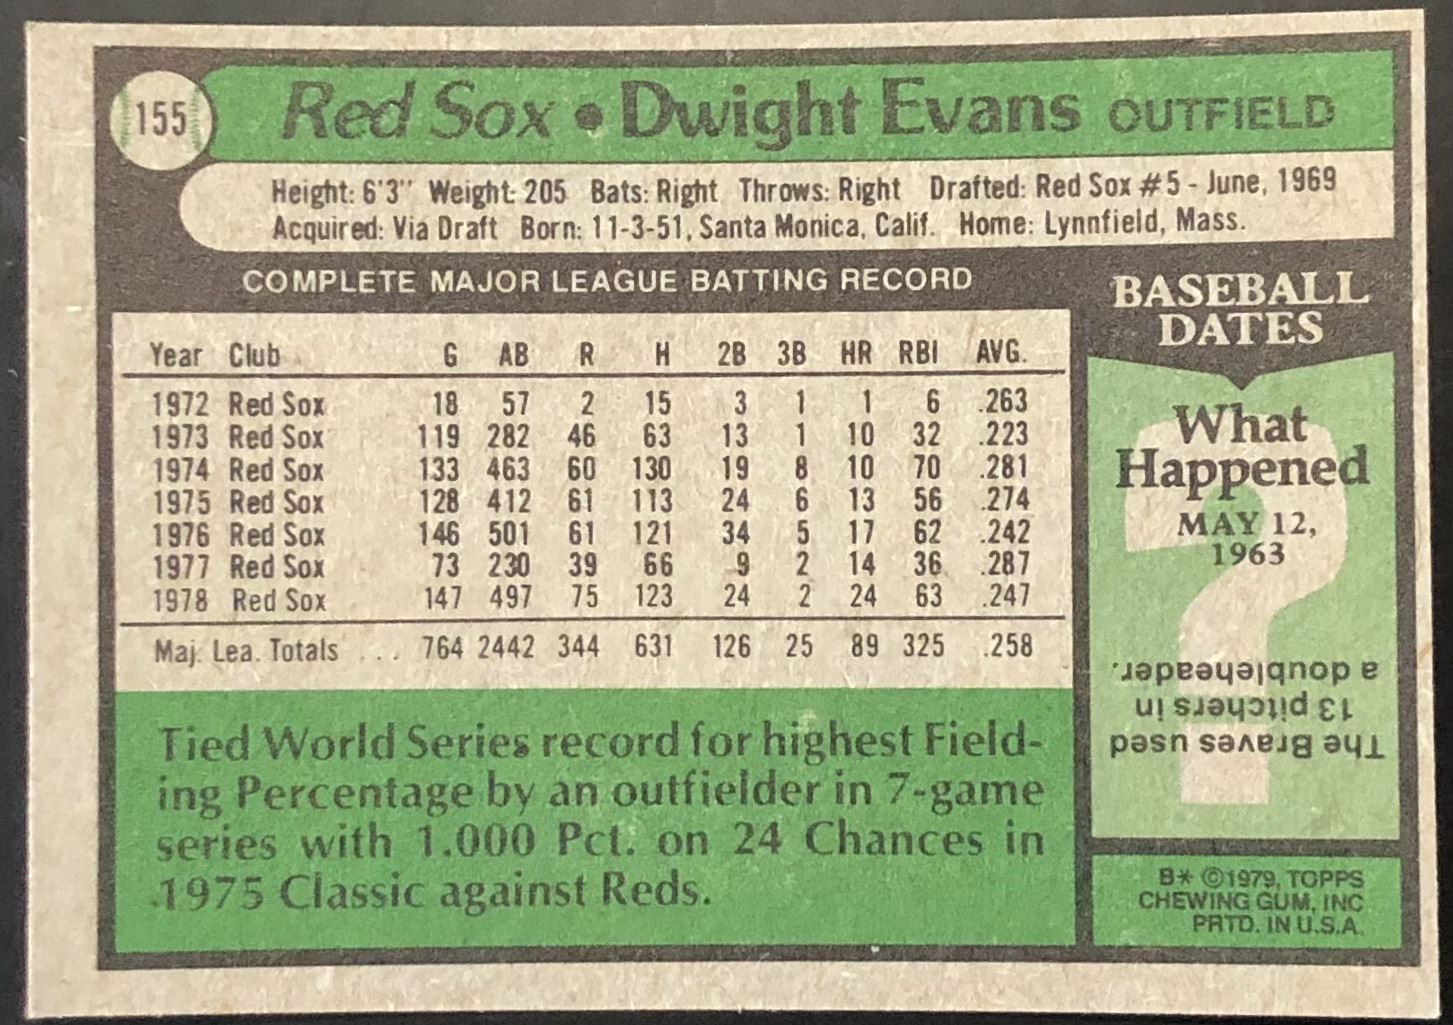 155
Red Sox • Dwight Evans OUTFIELD
Height: 6'3" Weight: 205 Bats: Right Throws: Right Drafted: Red Sox #5 - June, 1969
Acquired: Via Draft Born: 11-3-51, Santa Monica, Calif. Home: Lynnfield, Mass.
COMPLETE MAJOR LEAGUE BATTING RECORD
Year Club G AB R H 2B 3B HR RBI AVG.
1972 Red Sox 18 57 2 15 3 1 1 6 .263
1973 Red Sox 119 282 46 63 13 1 10 32 .223
1974 Red Sox 133 463 60 130 19 8 10 70 .281
1975 Red Sox 128 412 61 113 24 6 13 56 .274
1976 Red Sox 146 501 61 121 34 5 17 62 .242
1977 Red Sox 73 230 39 66 9 2 14 36 .287
1978 Red Sox 147 497 75 123 24 2 24 63 .247
Maj. Lea. Totals ... 764 2442 344 631 126 25 89 325 .258
Tied World Series record for highest Field-
ing Percentage by an outfielder in 7-game
series with 1.000 Pct. on 24 Chances in
1975 Classic against Reds.
BASEBALL
DATES
What
Happened
MAY 12,
1963
?
The Braves used
13 pitchers in
a doubleheader.
B* ©1979, TOPPS
CHEWING GUM, INC
PRTD. IN U.S.A.